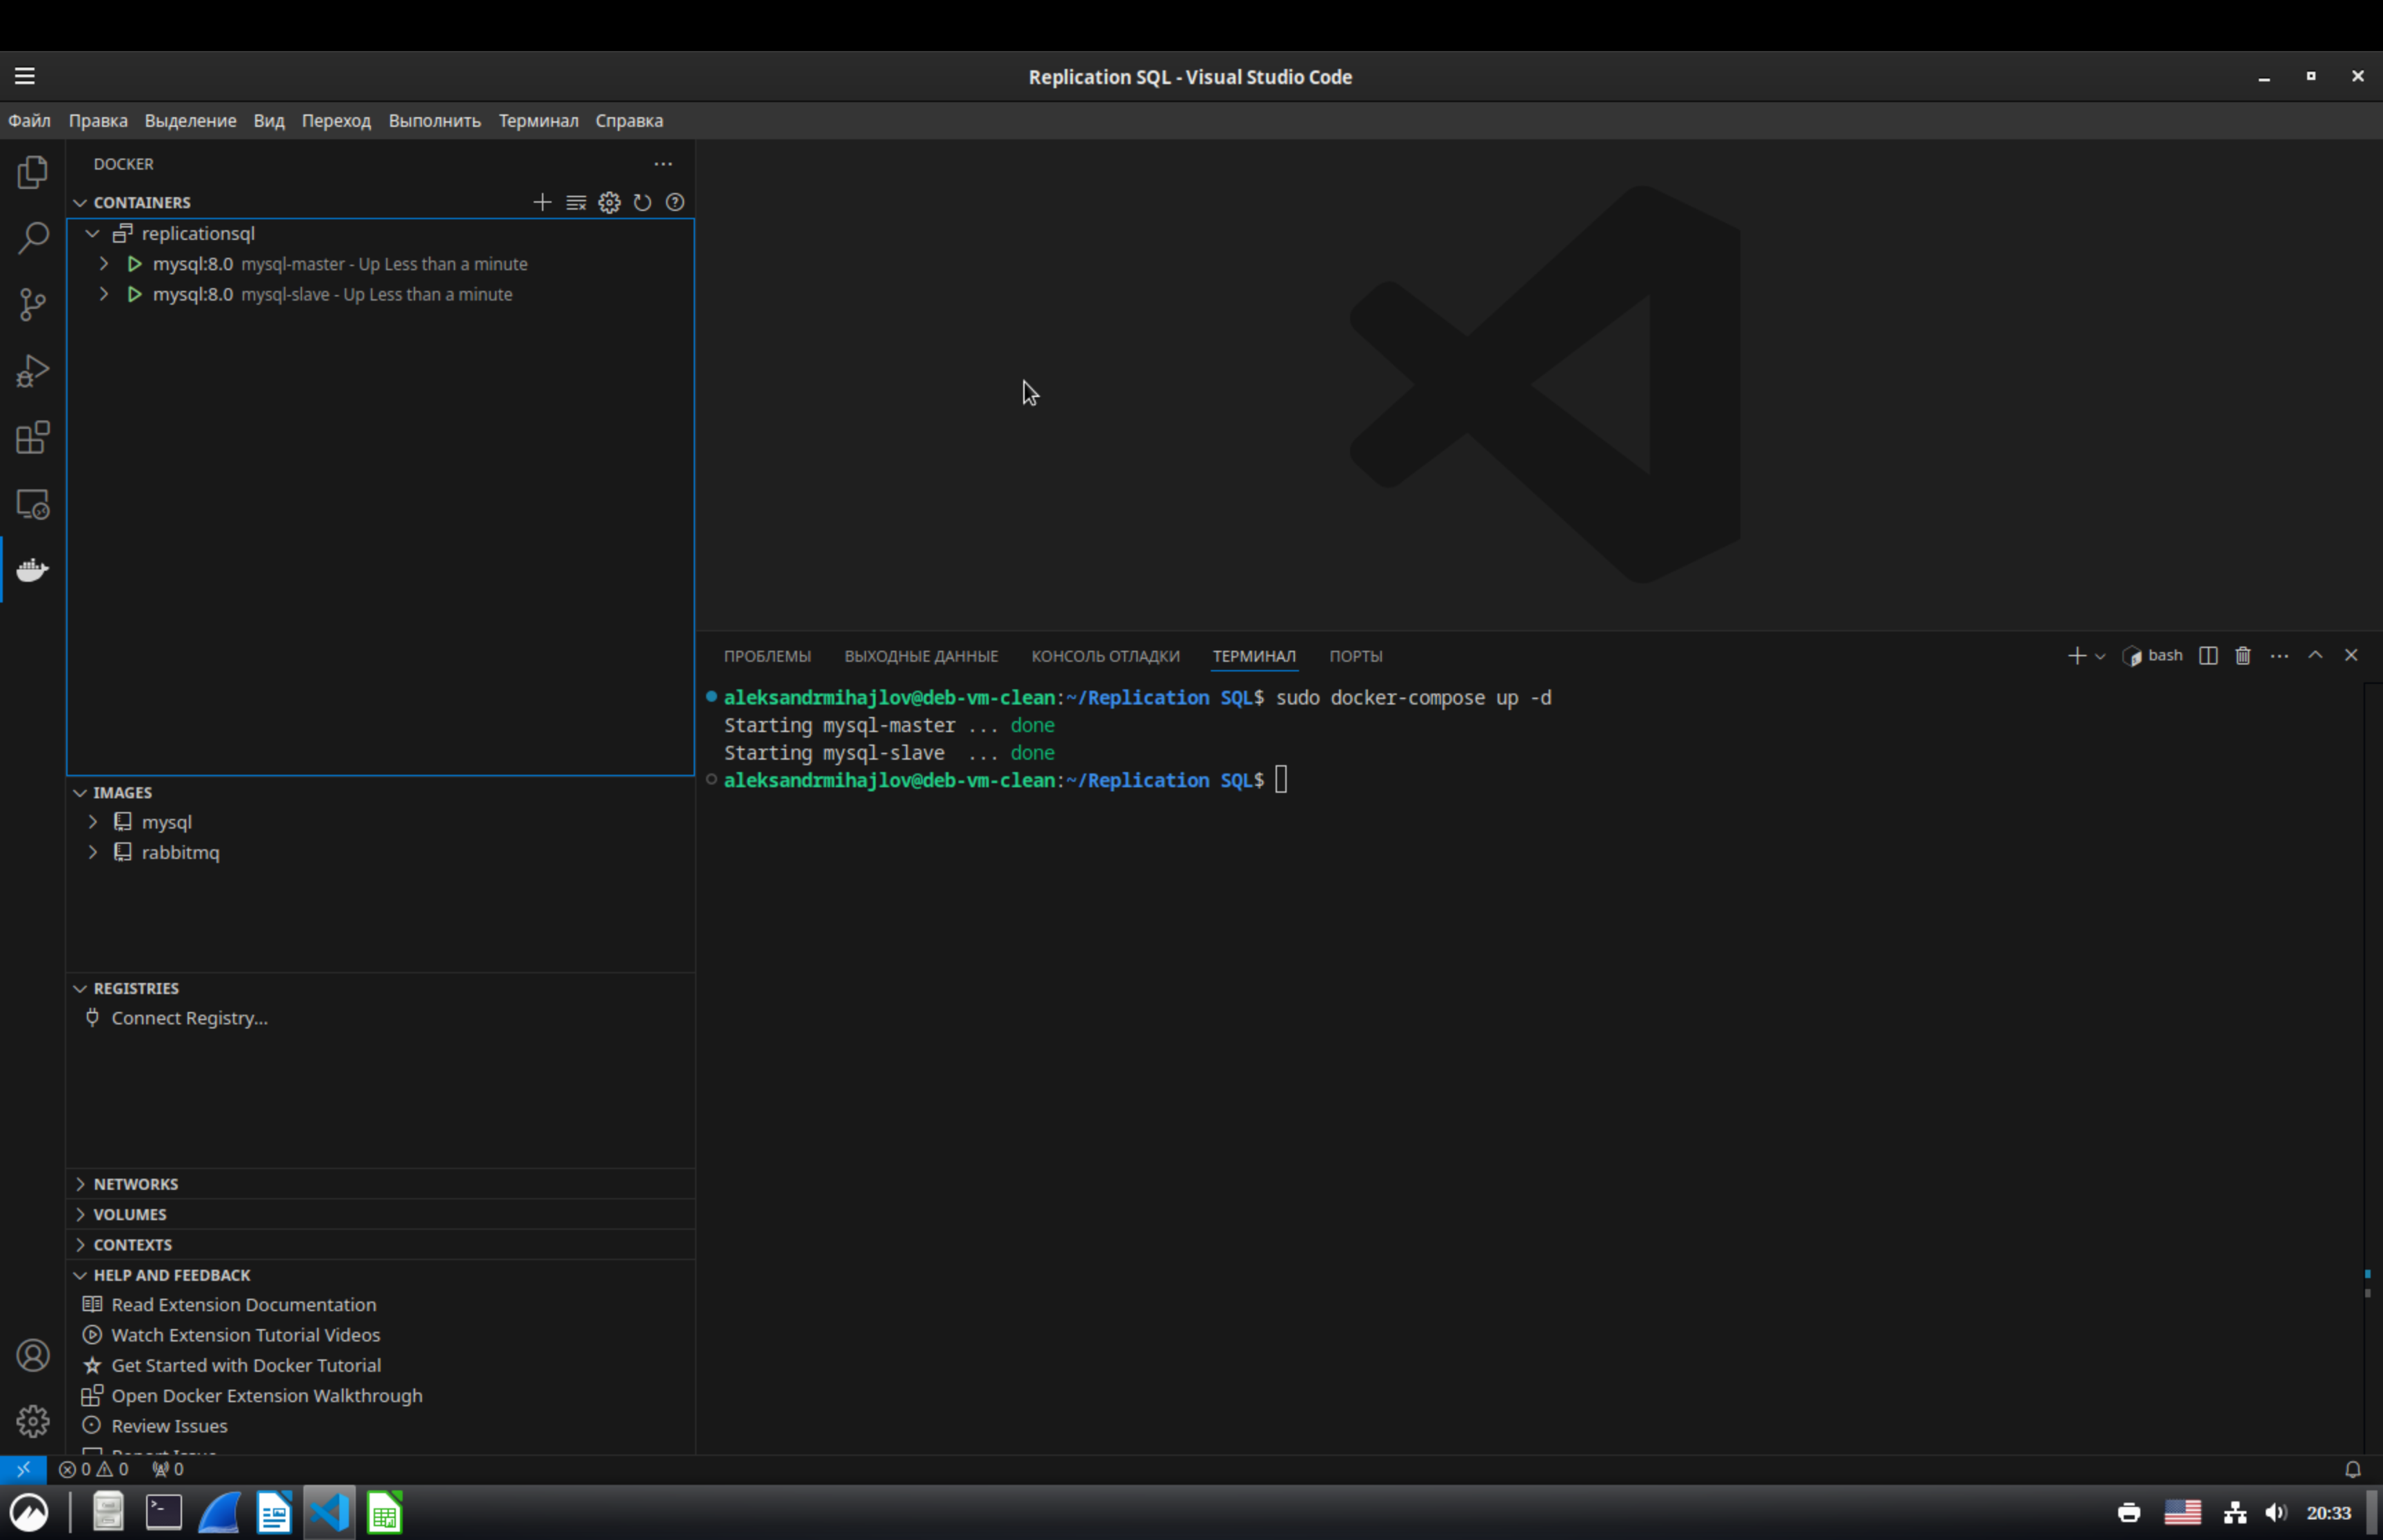 Replication SQL - Visual Studio Code
Файл Правка Выделение Вид Переход Выполнить Терминал Справка
DOCKER
CONTAINERS
replicationsql
mysql:8.0 mysql-master - Up Less than a minute
mysql:8.0 mysql-slave - Up Less than a minute
IMAGES
mysql
rabbitmq
REGISTRIES
Connect Registry...
NETWORKS
VOLUMES
CONTEXTS
HELP AND FEEDBACK
Read Extension Documentation
Watch Extension Tutorial Videos
Get Started with Docker Tutorial
Open Docker Extension Walkthrough
Review Issues
ПРОБЛЕМЫ ВЫХОДНЫЕ ДАННЫЕ КОНСОЛЬ ОТЛАДКИ ТЕРМИНАЛ ПОРТЫ
bash
aleksandrmihajlov@deb-vm-clean:~/Replication SQL$ sudo docker-compose up -d
Starting mysql-master ... done
Starting mysql-slave ... done
aleksandrmihajlov@deb-vm-clean:~/Replication SQL$
0 0 0
20:33